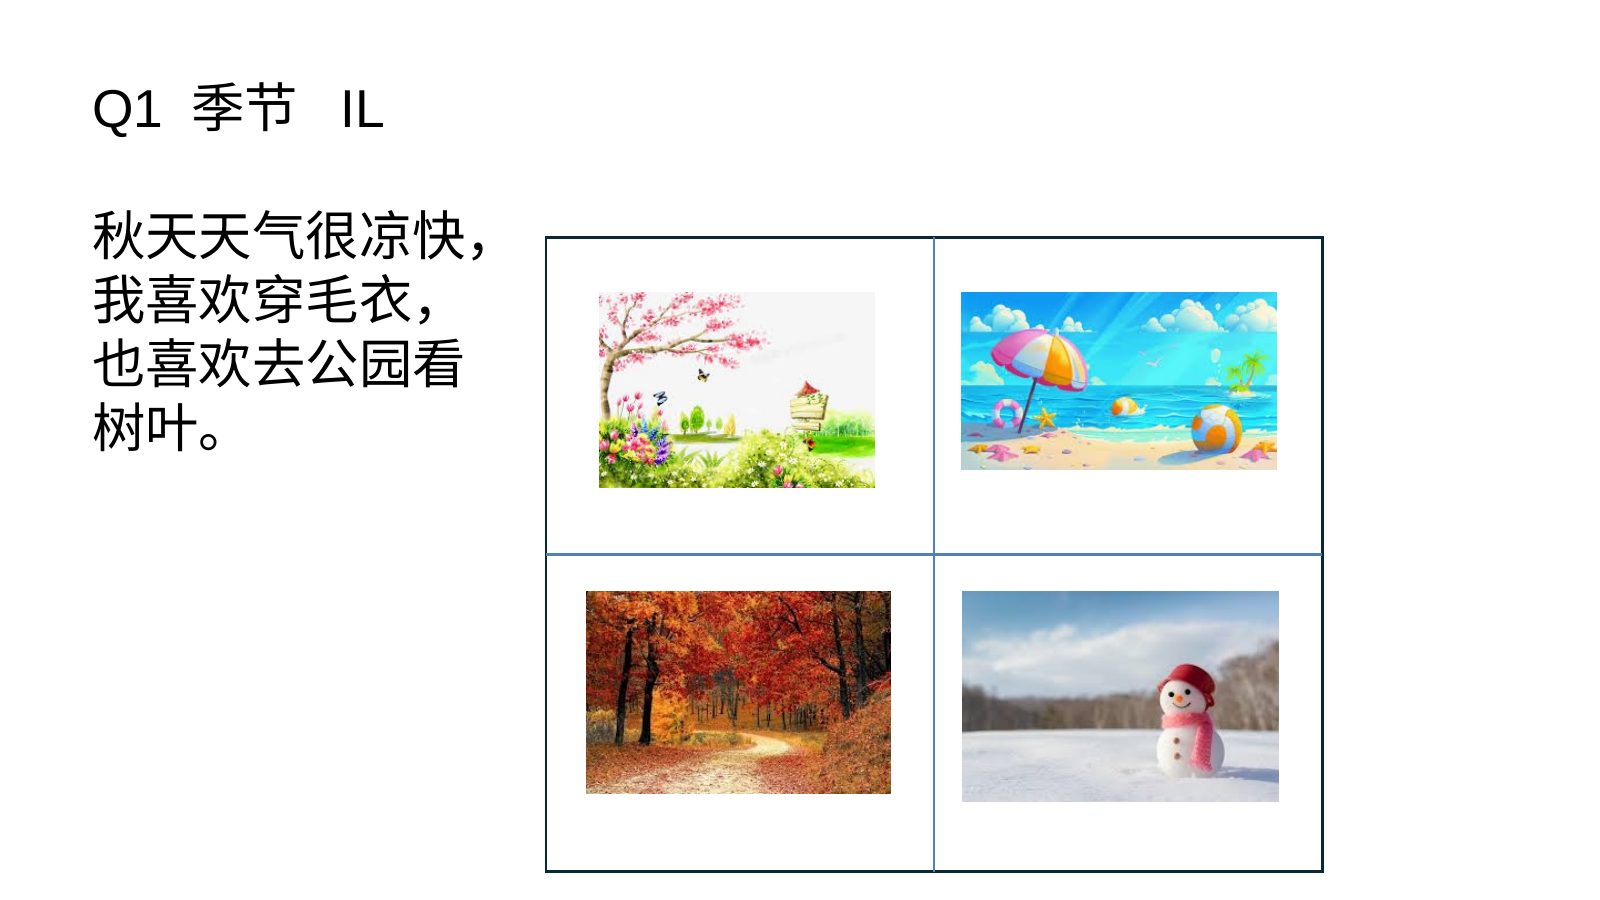 Q1 季节 IL
秋天天气很凉快，
我喜欢穿毛衣，
也喜欢去公园看
树叶。